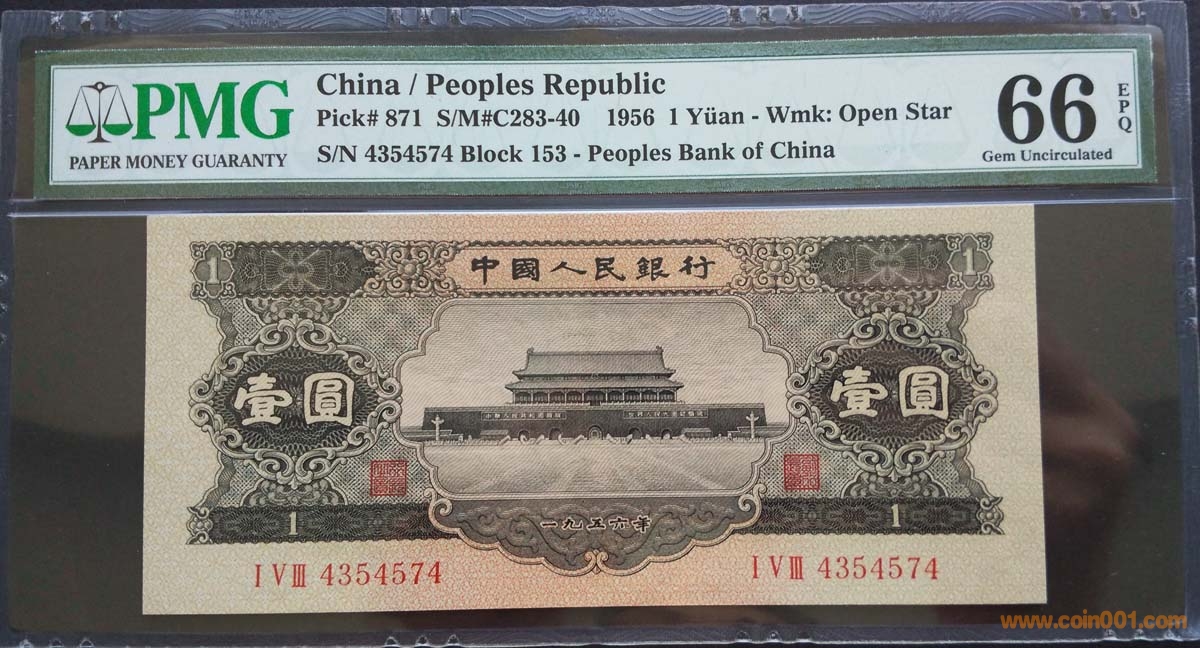 PMG
PAPER MONEY GUARANTY
China / Peoples Republic
Pick# 871 S/M#C283-40 1956 1 Yüan - Wmk: Open Star
S/N 4354574 Block 153 - Peoples Bank of China
66 EPQ
Gem Uncirculated
1 中國人民銀行 1
壹圓 壹圓
1 一九五六年 1
I V III 4354574 I V III 4354574
www.coin001.com